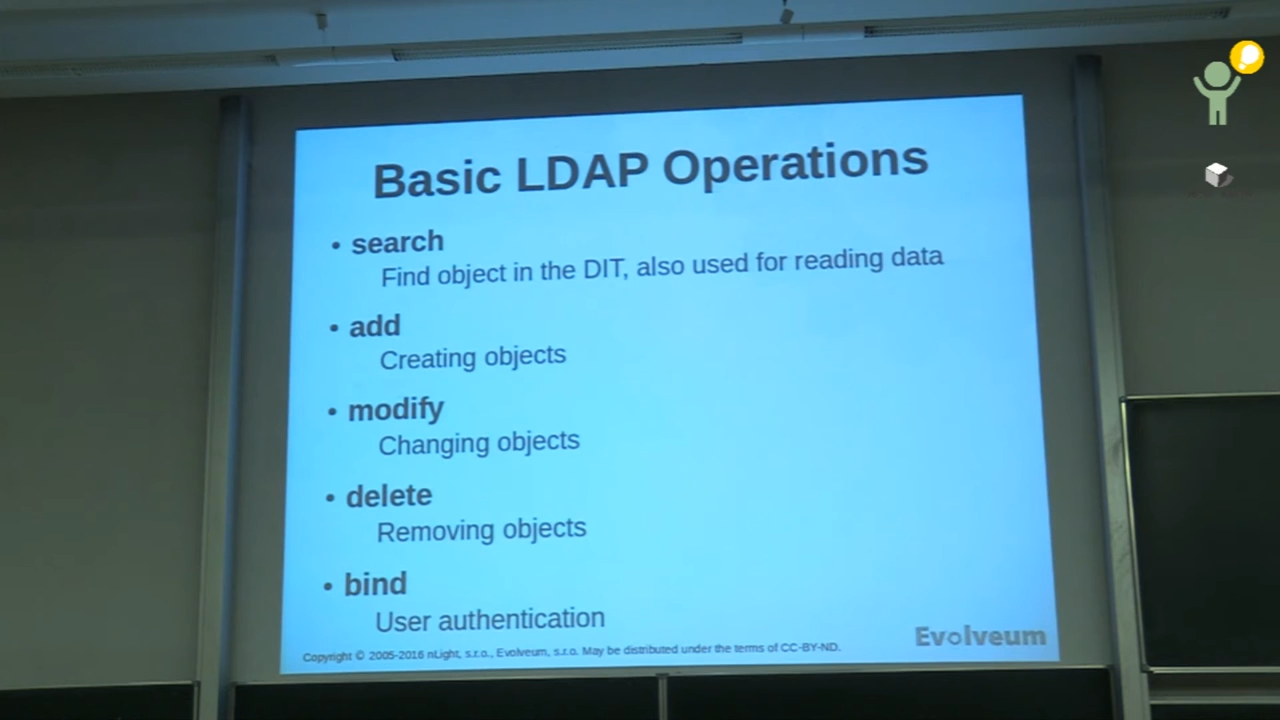 Basic LDAP Operations
• search
Find object in the DIT, also used for reading data
• add
Creating objects
• modify
Changing objects
• delete
Removing objects
• bind
User authentication
Copyright © 2005-2016 nLight, s.r.o., Evolveum, s.r.o. May be distributed under the terms of CC-BY-ND.
Evolveum